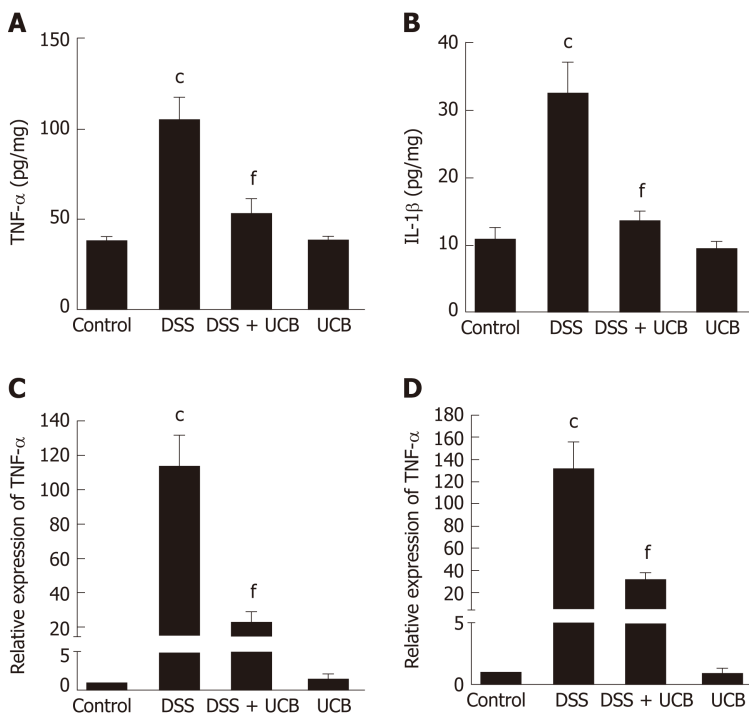 A
TNF-α (pg/mg)
150
100
50
0
c
f
Control DSS DSS + UCB UCB
B
IL-1β (pg/mg)
40
30
20
10
0
c
f
Control DSS DSS + UCB UCB
C
Relative expression of TNF-α
140
120
100
80
60
40
20
5
0
c
f
Control DSS DSS + UCB UCB
D
Relative expression of TNF-α
180
160
140
120
100
80
60
40
20
5
0
c
f
Control DSS DSS + UCB UCB